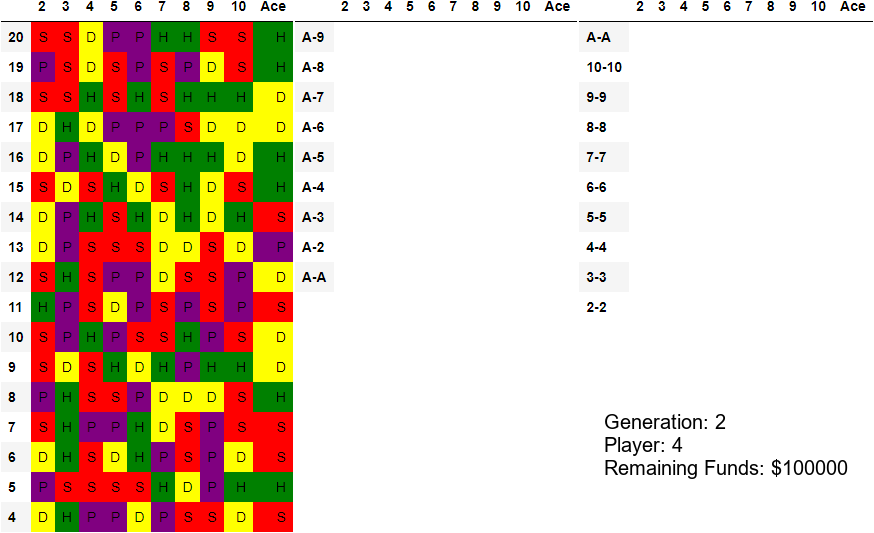 2 3 4 5 6 7 8 9 10 Ace 2 3 4 5 6 7 8 9 10 Ace 2 3 4 5 6 7 8 9 10 Ace
20 S S D P P H H S S H A-9 A-A
19 P S D S P S P D S H A-8 10-10
18 S S H S H S H H H D A-7 9-9
17 D H D P P P S D D D A-6 8-8
16 D P H D P H H H D H A-5 7-7
15 S D S H D S H D S H A-4 6-6
14 D P H S H D H D H S A-3 5-5
13 D P S S S D D S D P A-2 4-4
12 S H S P P D S S P D A-A 3-3
11 H P S D P S P S P S 2-2
10 S P H P S S H P S D
9 S D S H D H P H H D
8 P H S S P D D D S H
7 S H P P H D S P S S
6 D H S D H P S P D S
5 P S S S S H D P H H
4 D H P P D P S S D S
Generation: 2
Player: 4
Remaining Funds: $100000